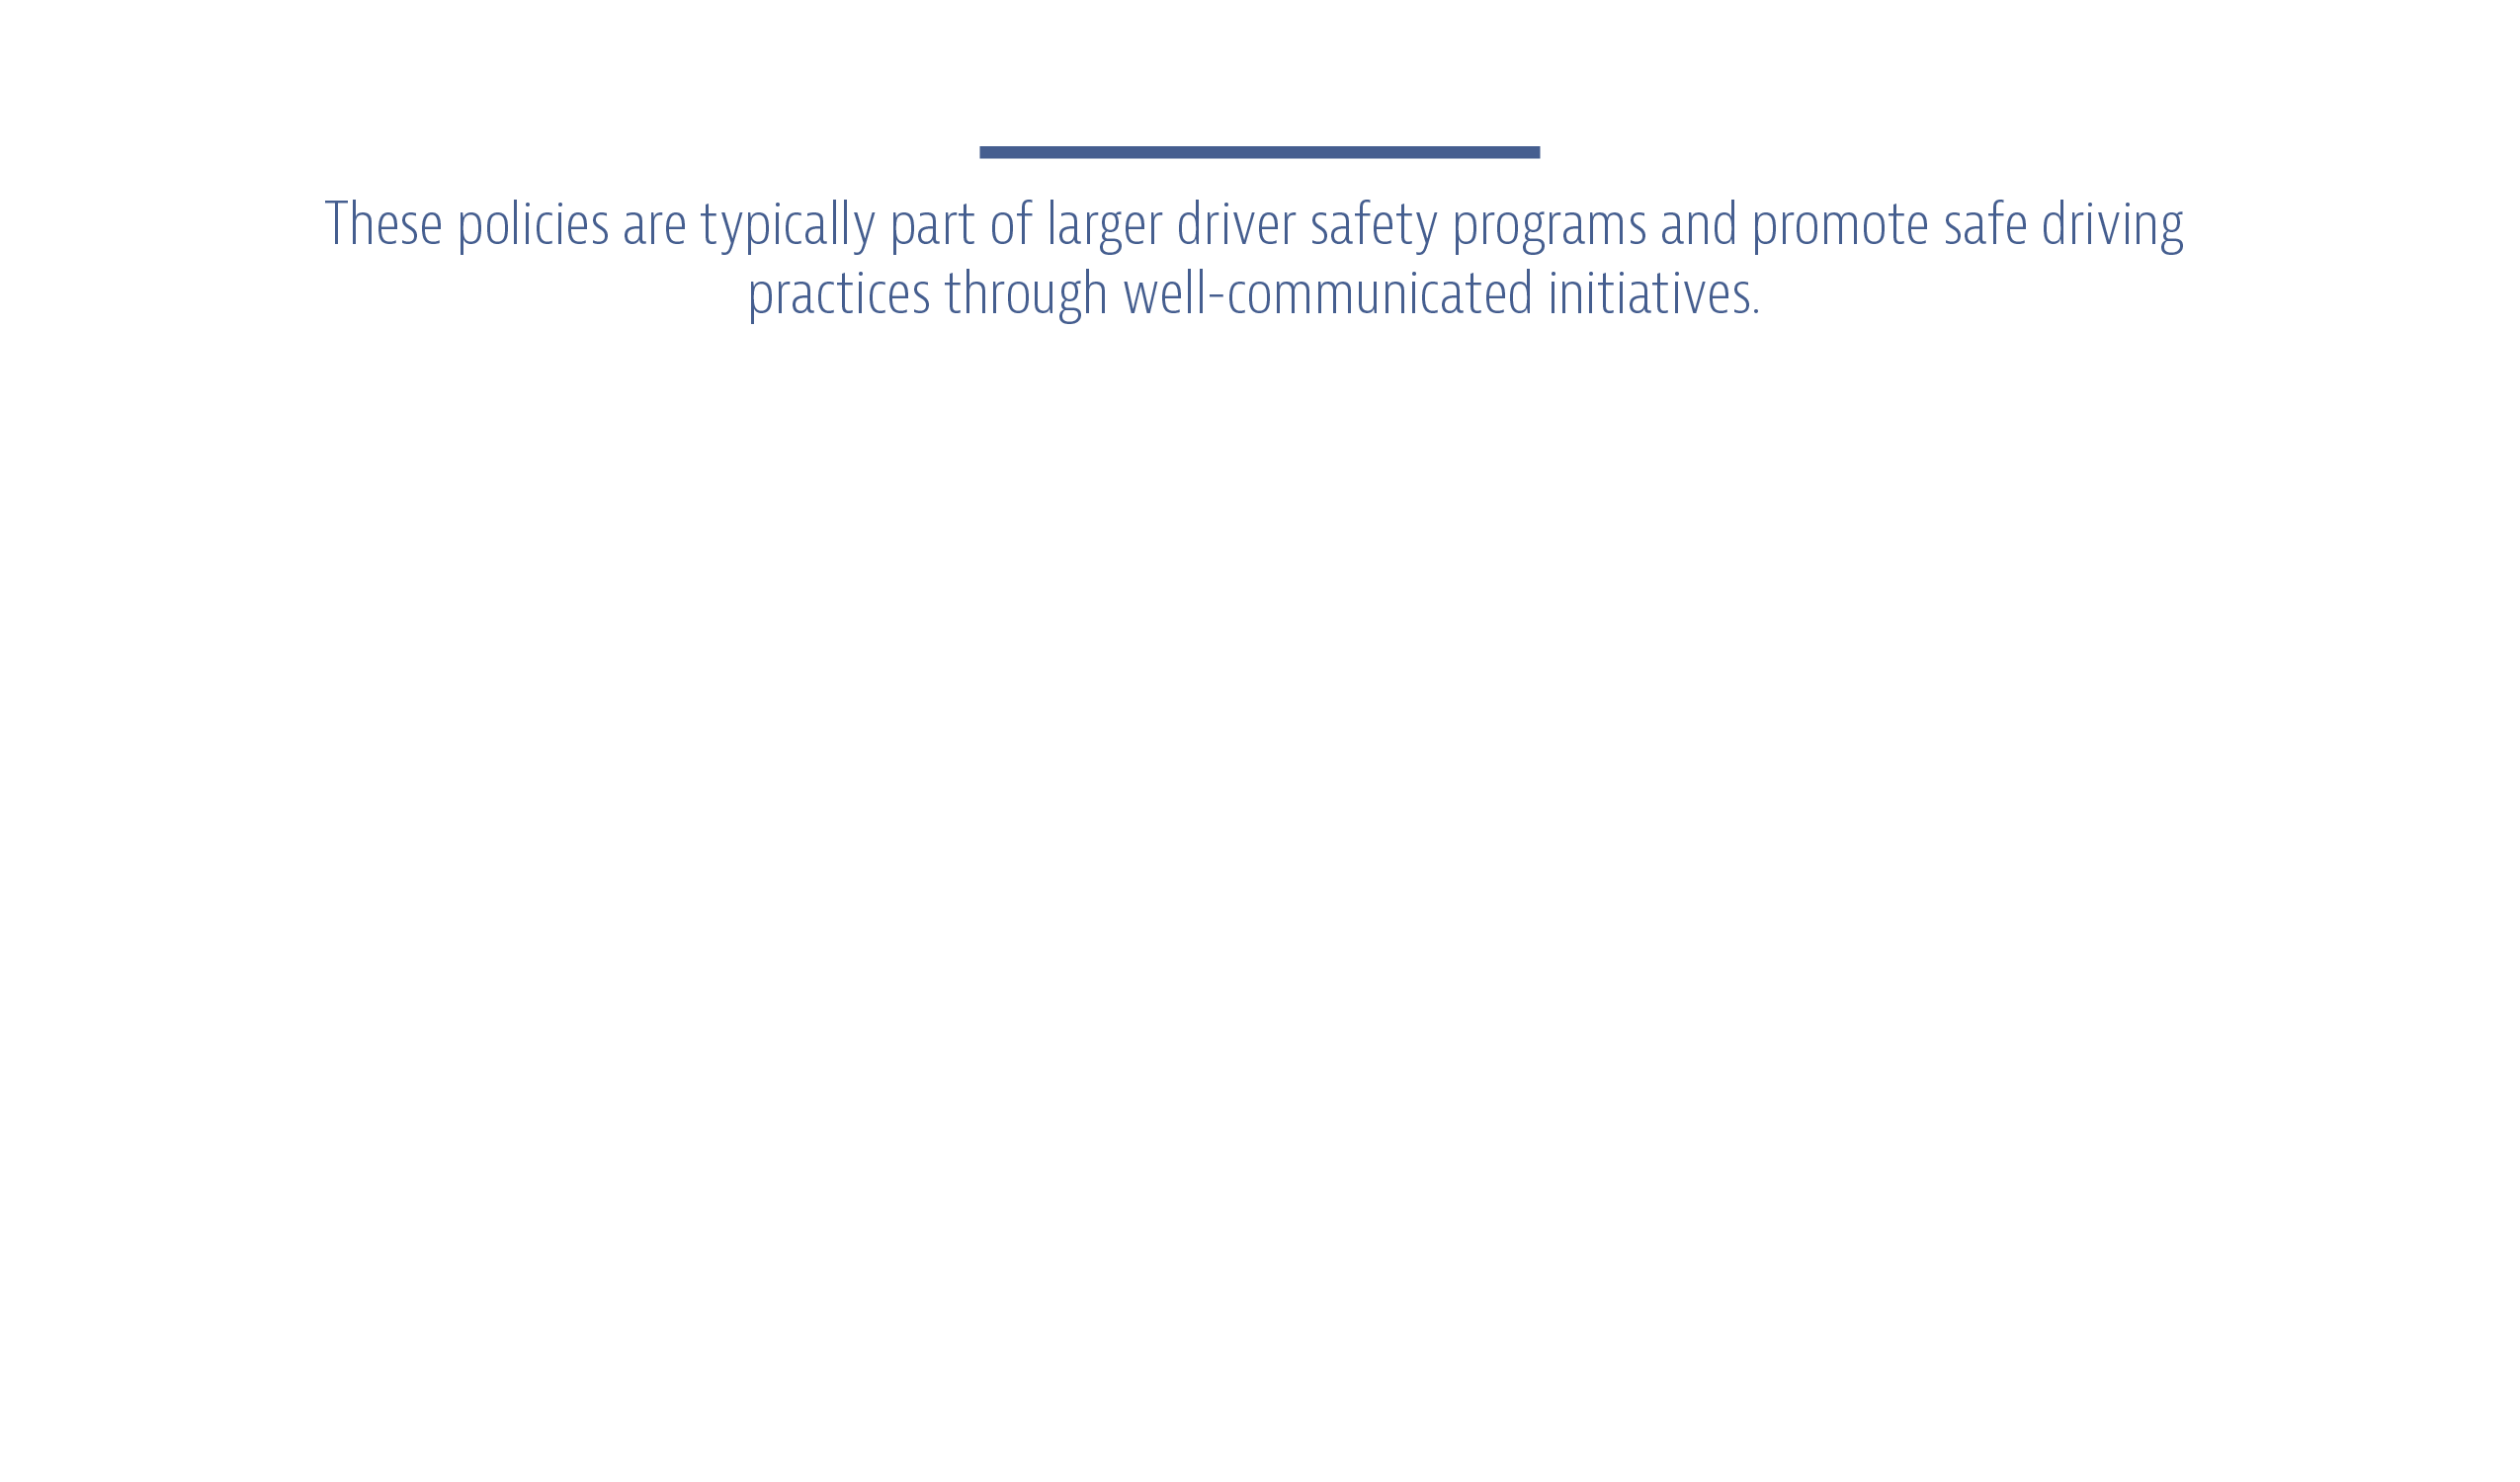 These policies are typically part of larger driver safety programs and promote safe driving
practices through well-communicated initiatives.